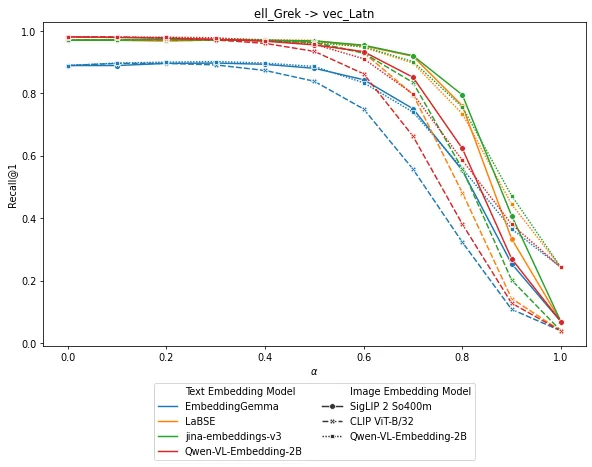 ell_Grek -> vec_Latn
1.0
0.8
0.6
0.4
0.2
0.0
Recall@1
0.0 0.2 0.4 0.6 0.8 1.0
α
Text Embedding Model
EmbeddingGemma
LaBSE
jina-embeddings-v3
Qwen-VL-Embedding-2B
Image Embedding Model
SigLIP 2 So400m
CLIP ViT-B/32
Qwen-VL-Embedding-2B